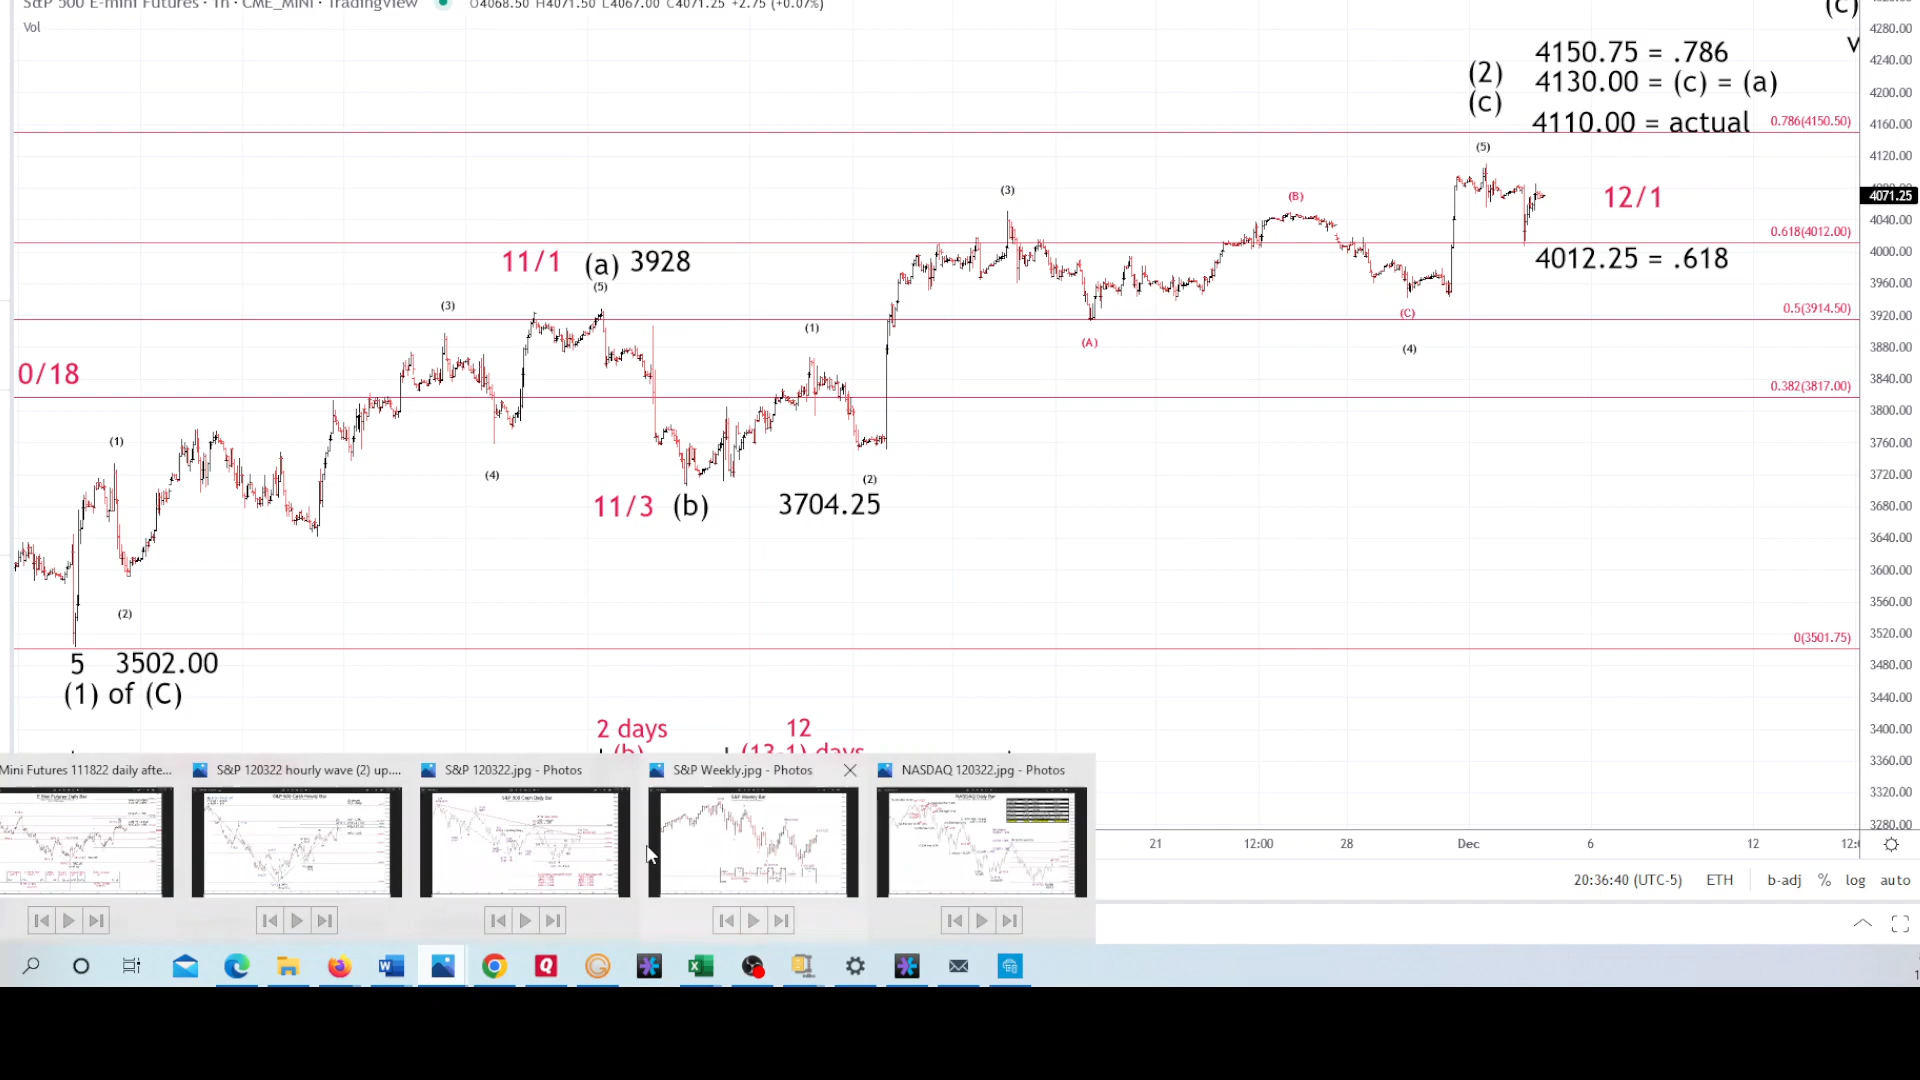 S&P 500 E-mini Futures · 1h · CME_MINI · TradingView O4068.50 H4071.50 L4067.00 C4071.25 +2.75 (+0.07%)
Vol
(c)
4280.00
(2) 4150.75 = .786
4240.00
(c) 4130.00 = (c) = (a)
4200.00
4110.00 = actual 0.786(4150.50)
4160.00
(5)
4120.00
(3)
(B)
12/1
4071.25
4040.00
0.618(4012.00)
4012.25 = .618
4000.00
11/1 (a) 3928
(5)
3960.00
(3)
0.5(3914.50)
(C)
3920.00
(1)
(A)
(4)
3880.00
0/18
0.382(3817.00)
3840.00
3800.00
(1)
3760.00
(4)
(2)
3720.00
11/3 (b) 3704.25
3680.00
3640.00
3600.00
(2)
3560.00
0(3501.75)
3520.00
5 3502.00
3480.00
(1) of (C)
3440.00
2 days 12
3400.00
(b) (13-1) days
3360.00
Mini Futures 111822 daily afte... S&P 120322 hourly wave (2) up.... S&P 120322.jpg - Photos S&P Weekly.jpg - Photos NASDAQ 120322.jpg - Photos
3320.00
3280.00
21 12:00 28 Dec 6 12
20:36:40 (UTC-5) ETH b-adj % log auto